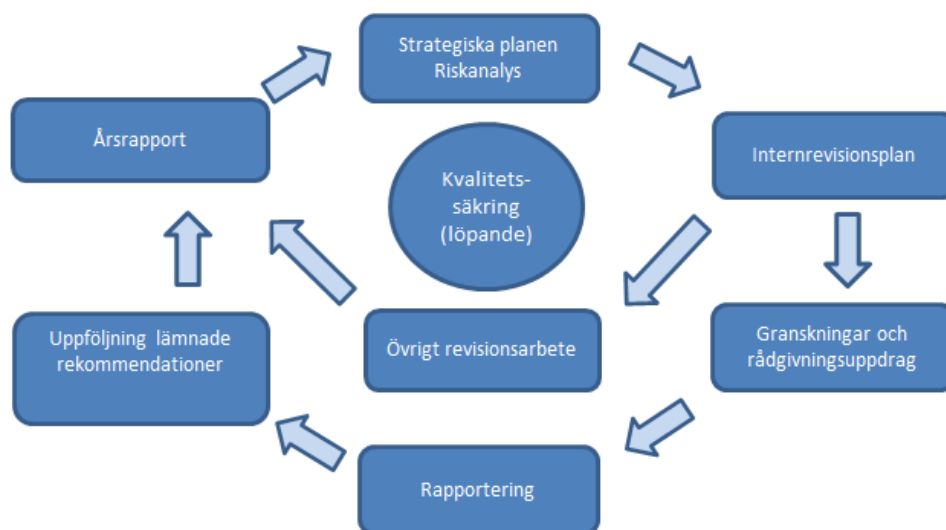 Strategiska planen
Riskanalys
Årsrapport
Internrevisionsplan
Kvalitets-
säkring
(löpande)
Uppföljning lämnade
rekommendationer
Övrigt revisionsarbete
Granskningar och
rådgivningsuppdrag
Rapportering